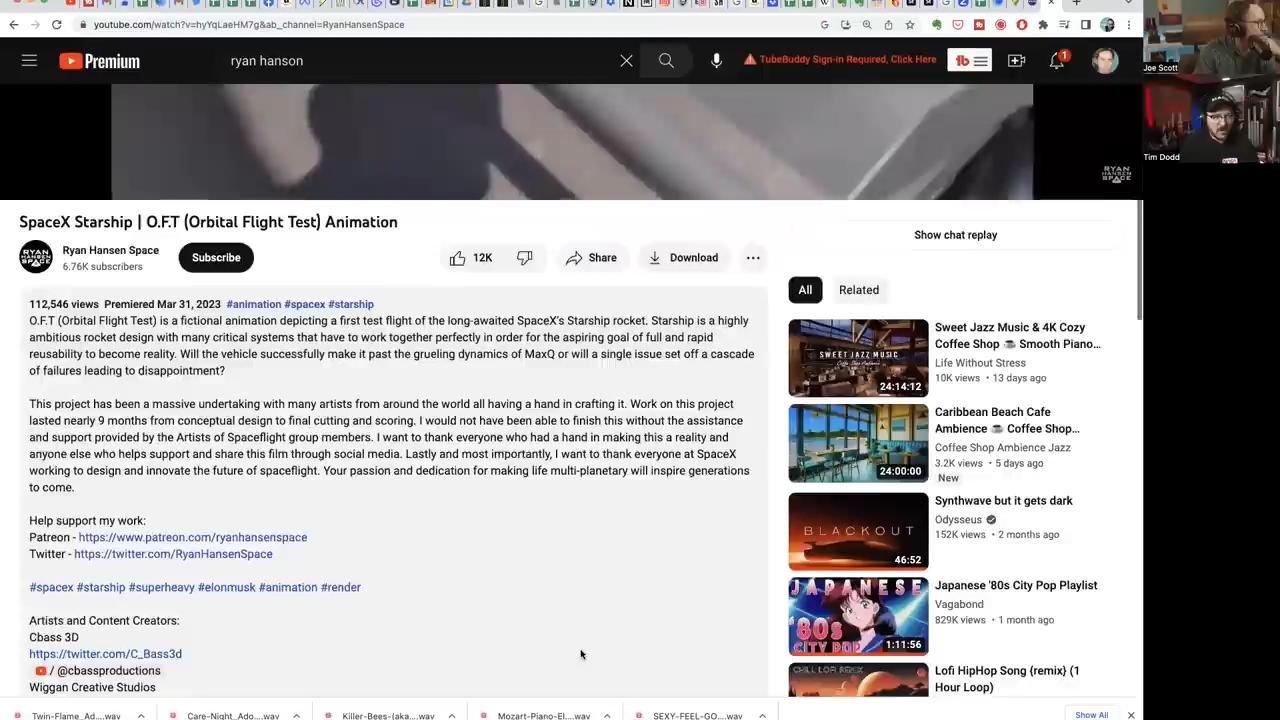 youtube.com/watch?v=hyYqLaeHM7g&ab_channel=RyanHansenSpace
Premium
ryan hanson
TubeBuddy Sign-in Required, Click Here
tb
1
Joe Scott
Tim Dodd
RYAN
HANSEN
SPACE
SpaceX Starship | O.F.T (Orbital Flight Test) Animation
Show chat replay
RYAN
HANSEN
SPACE
Ryan Hansen Space
6.76K subscribers
Subscribe
12K
Share
Download
All
Related
112,546 views Premiered Mar 31, 2023 #animation #spacex #starship
O.F.T (Orbital Flight Test) is a fictional animation depicting a first test flight of the long-awaited SpaceX's Starship rocket. Starship is a highly
ambitious rocket design with many critical systems that have to work together perfectly in order for the aspiring goal of full and rapid
reusability to become reality. Will the vehicle successfully make it past the grueling dynamics of MaxQ or will a single issue set off a cascade
of failures leading to disappointment?
This project has been a massive undertaking with many artists from around the world all having a hand in crafting it. Work on this project
lasted nearly 9 months from conceptual design to final cutting and scoring. I would not have been able to finish this without the assistance
and support provided by the Artists of Spaceflight group members. I want to thank everyone who had a hand in making this a reality and
anyone else who helps support and share this film through social media. Lastly and most importantly, I want to thank everyone at SpaceX
working to design and innovate the future of spaceflight. Your passion and dedication for making life multi-planetary will inspire generations
to come.
Help support my work:
Patreon - https://www.patreon.com/ryanhansenspace
Twitter - https://twitter.com/RyanHansenSpace
#spacex #starship #superheavy #elonmusk #animation #render
Artists and Content Creators:
Cbass 3D
https://twitter.com/C_Bass3d
/ @cbassproductions
Wiggan Creative Studios
SWEET JAZZ MUSIC
24:14:12
Sweet Jazz Music & 4K Cozy
Coffee Shop ☕ Smooth Piano...
Life Without Stress
10K views • 13 days ago
24:00:00
Caribbean Beach Cafe
Ambience ☕ Coffee Shop...
Coffee Shop Ambience Jazz
3.2K views • 5 days ago
New
BLACKOUT
46:52
Synthwave but it gets dark
Odysseus
152K views • 2 months ago
JAPANESE
'80s
CITY POP
1:11:56
Japanese '80s City Pop Playlist
Vagabond
829K views • 1 month ago
CHILL LOFI REMIX
Lofi HipHop Song {remix} (1
Hour Loop)
Twin-Flame_Ad....wav
Care-Night_Ado....wav
Killer-Bees-(aka....wav
Mozart-Piano-El....wav
SEXY-FEEL-GO....wav
Show All